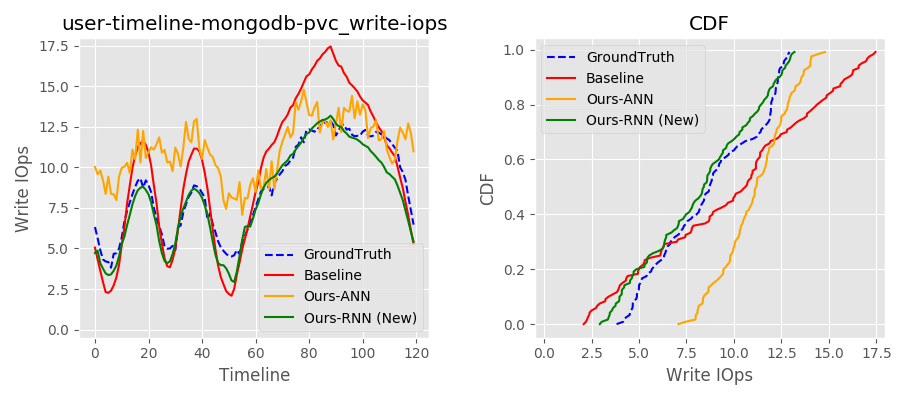 user-timeline-mongodb-pvc_write-iops
17.5
15.0
12.5
10.0
7.5
5.0
2.5
0.0
Write IOps
0
20
40
60
80
100
120
Timeline
GroundTruth
Baseline
Ours-ANN
Ours-RNN (New)
CDF
1.0
0.8
0.6
0.4
0.2
0.0
CDF
0.0
2.5
5.0
7.5
10.0
12.5
15.0
17.5
Write IOps
GroundTruth
Baseline
Ours-ANN
Ours-RNN (New)